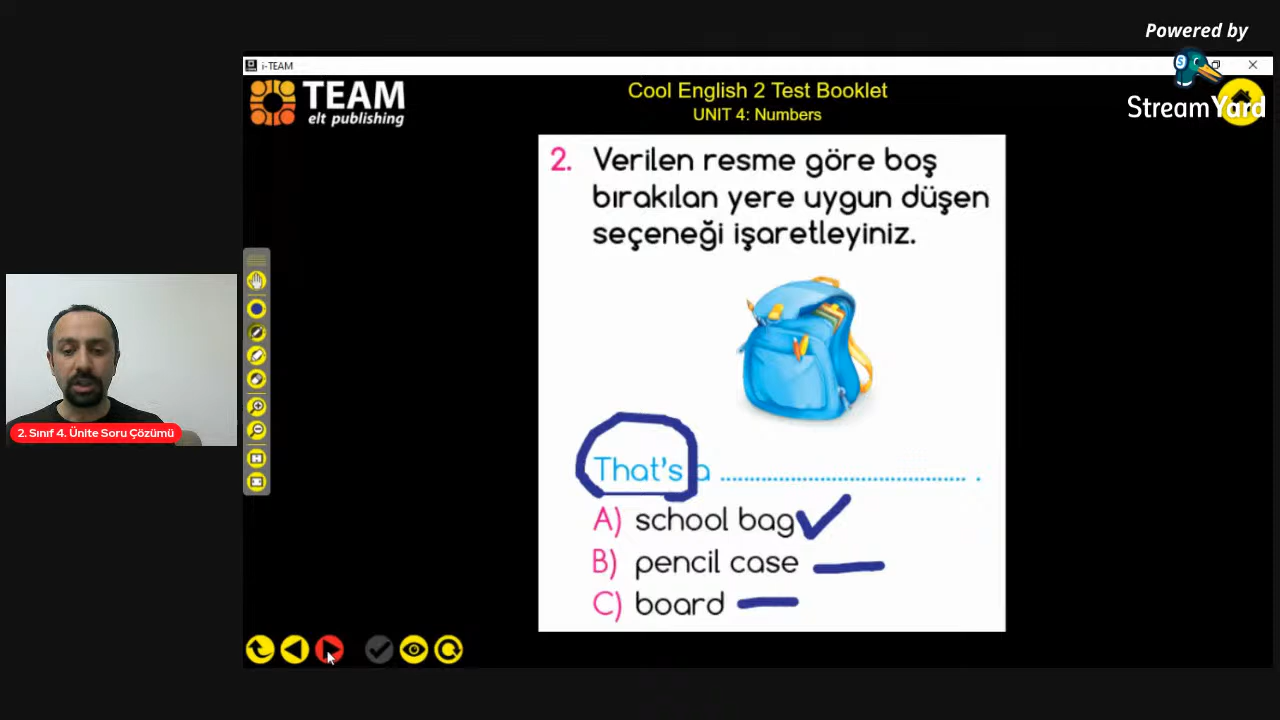 Powered by
StreamYard
i-TEAM
TEAM
elt publishing
Cool English 2 Test Booklet
UNIT 4: Numbers
2. Verilen resme göre boş
bırakılan yere uygun düşen
seçeneği işaretleyiniz.
That's a ................................................ .
A) school bag
B) pencil case
C) board
2. Sınıf 4. Ünite Soru Çözümü